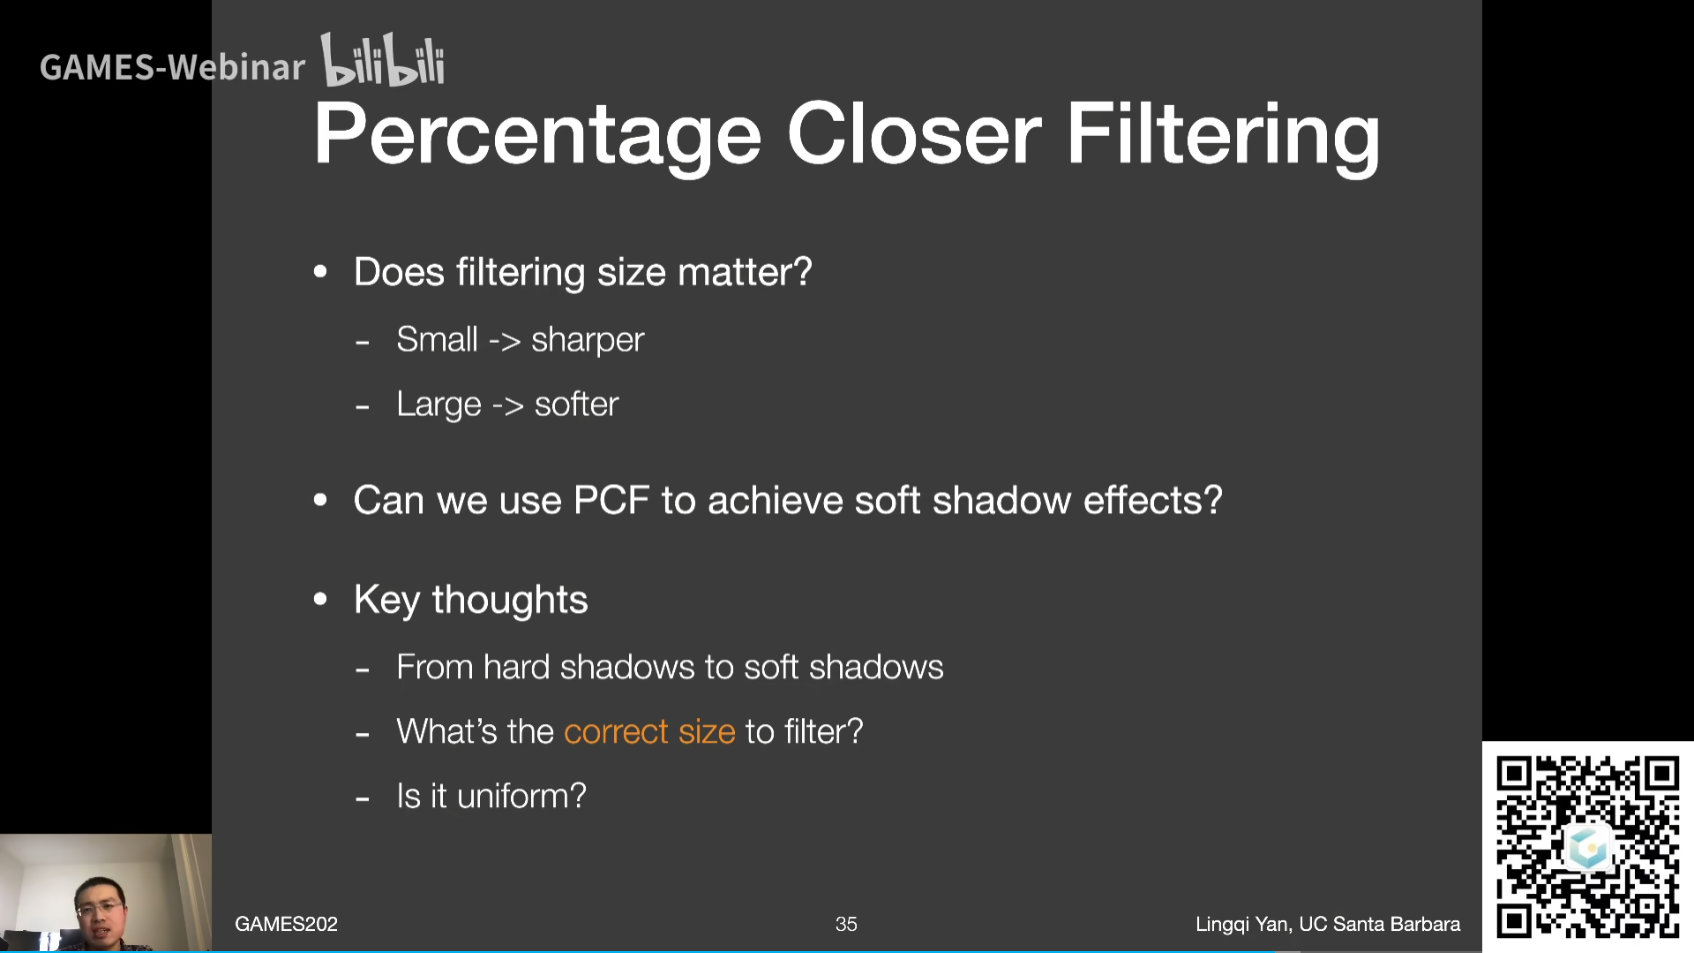 GAMES-Webinar bilibili
Percentage Closer Filtering
• Does filtering size matter?
- Small -> sharper
- Large -> softer
• Can we use PCF to achieve soft shadow effects?
• Key thoughts
- From hard shadows to soft shadows
- What's the correct size to filter?
- Is it uniform?
GAMES202
35
Lingqi Yan, UC Santa Barbara